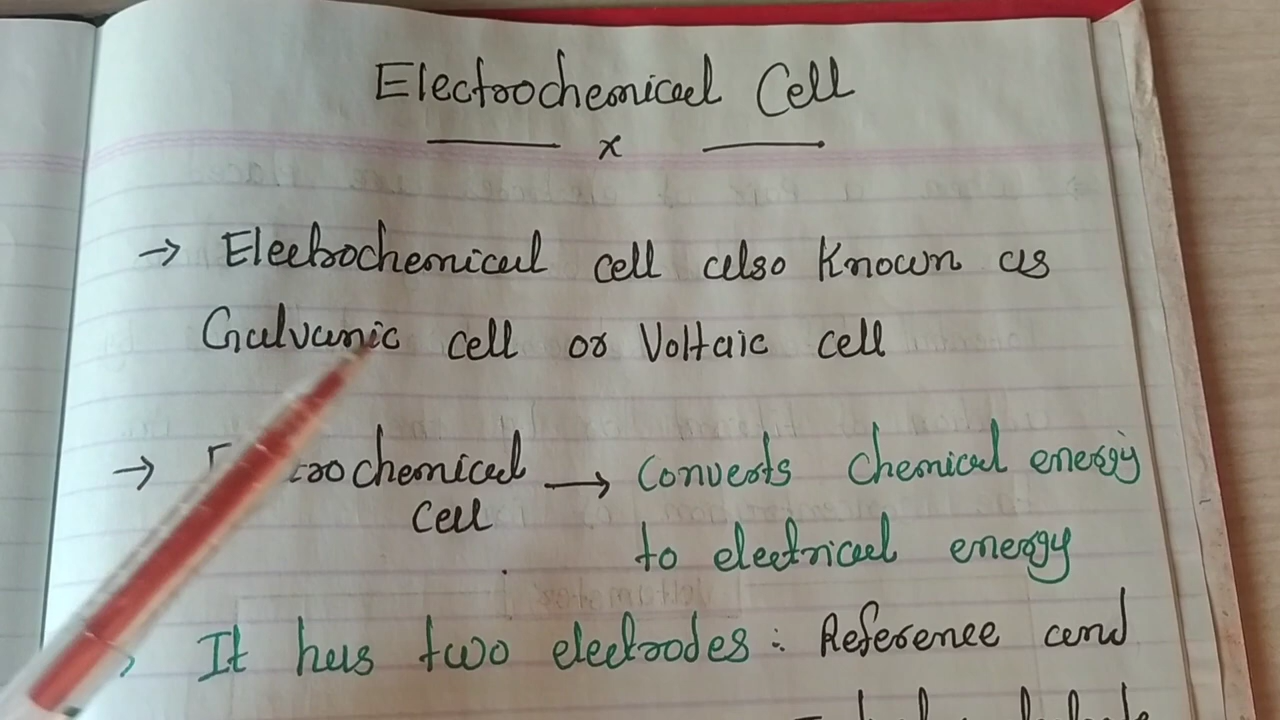 Electrochemical Cell
x
→ Electrochemical cell also Known as
Galvanic cell or Voltaic cell
→ Electrochemical → Converts Chemical energy
Cell
to electrical energy
It has two electrodes : Reference and